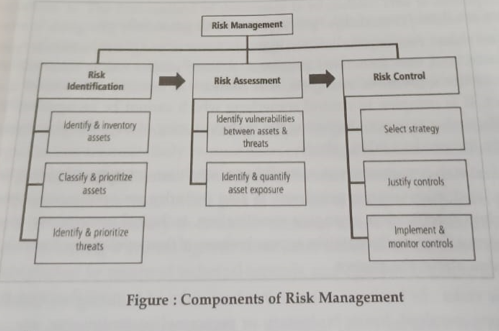 Risk Management
Risk
Identification
Risk Assessment
Risk Control
Identify & inventory
assets
Classify & prioritize
assets
Identify & prioritize
threats
Identify vulnerabilities
between assets &
threats
Identify & quantify
asset exposure
Select strategy
Justify controls
Implement &
monitor controls
Figure : Components of Risk Management